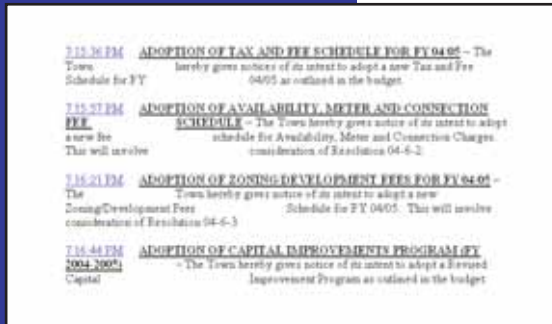 7:15:36 PM ADOPTION OF TAX AND FEE SCHEDULE FOR FY 04/05 – The
Town hereby gives notices of its intent to adopt a new Tax and Fee
Schedule for FY 04/05 as outlined in the budget.
7:15:57 PM ADOPTION OF AVAILABILITY, METER AND CONNECTION
FEE SCHEDULE – The Town hereby gives notice of its intent to adopt
a new fee schedule for Availability, Meter and Connection Charges.
This will involve consideration of Resolution 04-6-2
7:16:21 PM ADOPTION OF ZONING/DEVELOPMENT FEES FOR FY 04/05 –
The Town hereby gives notice of its intent to adopt a new
Zoning/Development Fees Schedule for FY 04/05. This will involve
consideration of Resolution 04-6-3
7:16:44 PM ADOPTION OF CAPITAL IMPROVEMENTS PROGRAM (FY
– The Town hereby gives notice of its intent to adopt a Revised
Capital Improvement Program as outlined in the budget